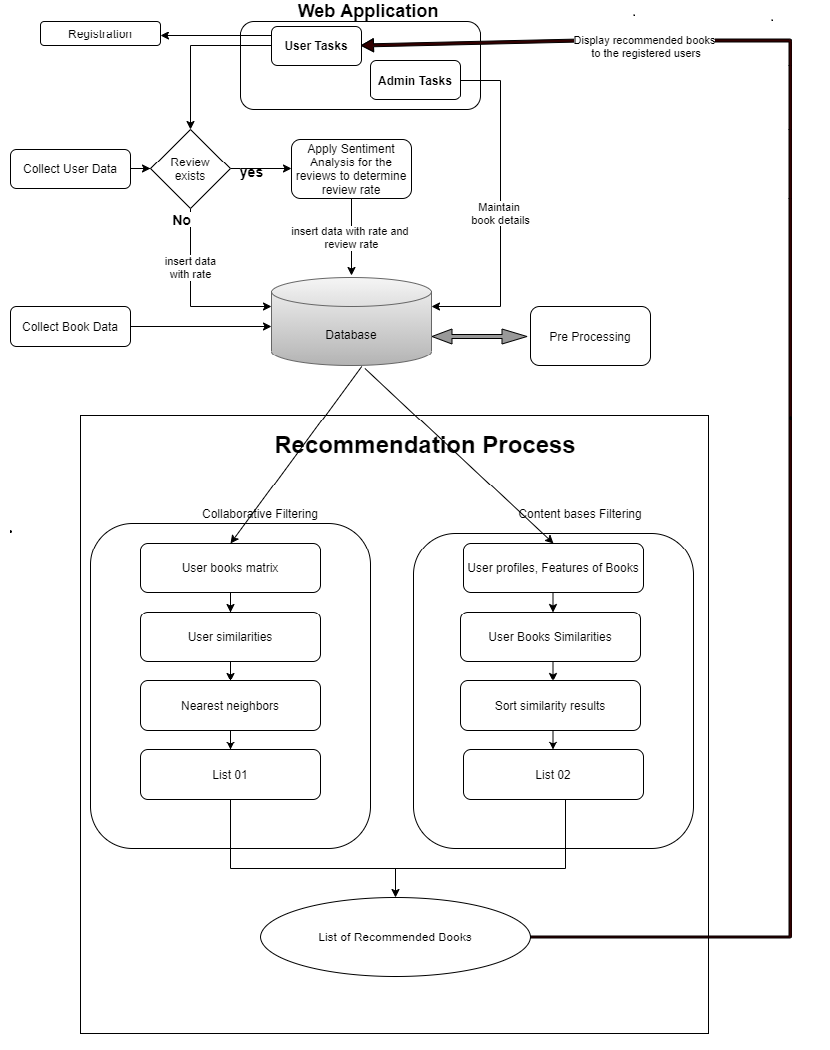 Web Application
Registration
User Tasks
Display recommended books
to the registered users
Admin Tasks
Collect User Data
Review
exists
yes
Apply Sentiment
Analysis for the
reviews to determine
review rate
No
Maintain
book details
insert data with rate and
review rate
insert data
with rate
Collect Book Data
Database
Pre Processing
Recommendation Process
Collaborative Filtering
Content bases Filtering
User books matrix
User profiles, Features of Books
User similarities
User Books Similarities
Nearest neighbors
Sort similarity results
List 01
List 02
List of Recommended Books